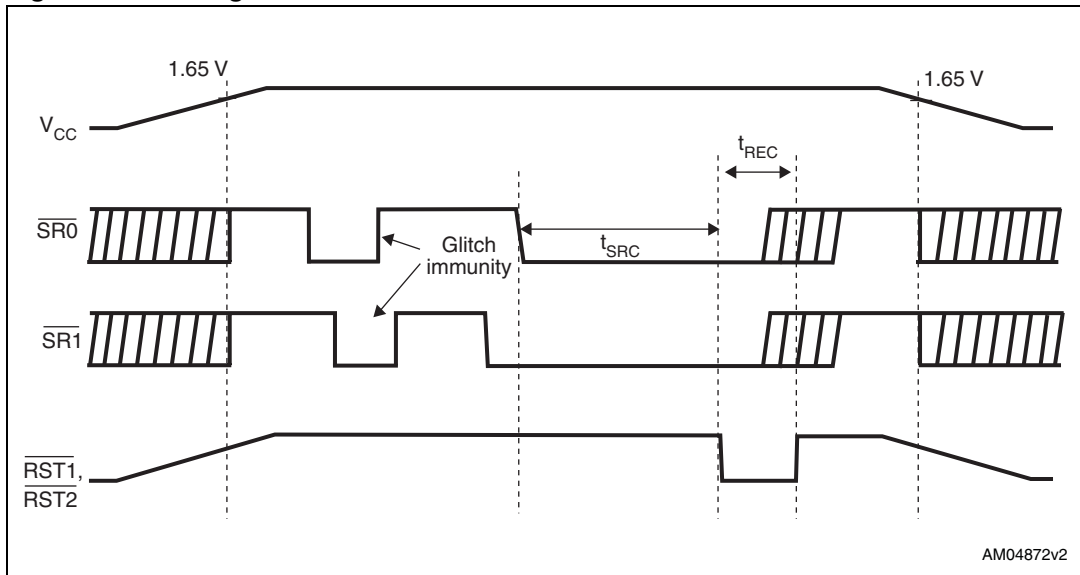 1.65 V
1.65 V
VCC
tREC
SR0
tSRC
Glitch
immunity
SR1
RST1,
RST2
AM04872v2